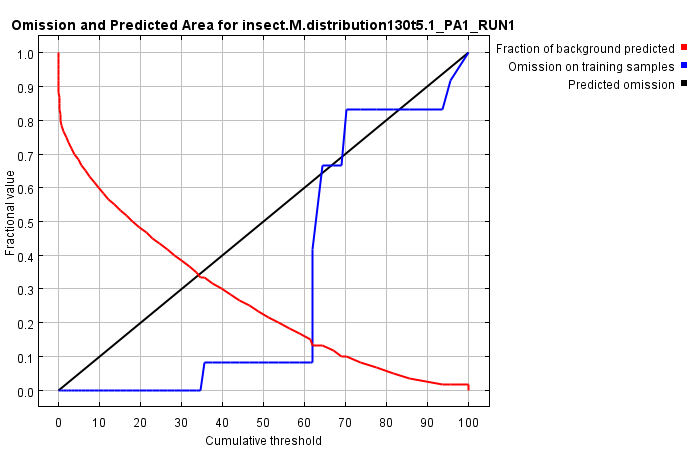 Omission and Predicted Area for insect.M.distribution130t5.1_PA1_RUN1
Fraction of background predicted
Omission on training samples
Predicted omission
Fractional value
1.0
0.9
0.8
0.7
0.6
0.5
0.4
0.3
0.2
0.1
0.0
0 10 20 30 40 50 60 70 80 90 100
Cumulative threshold